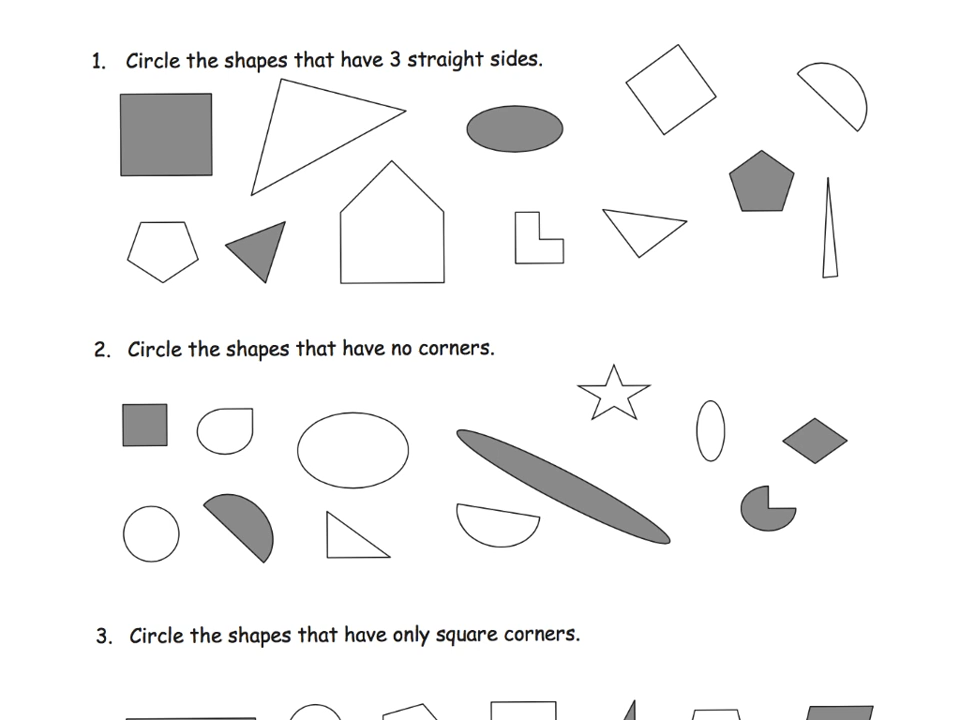 1. Circle the shapes that have 3 straight sides.
2. Circle the shapes that have no corners.
3. Circle the shapes that have only square corners.